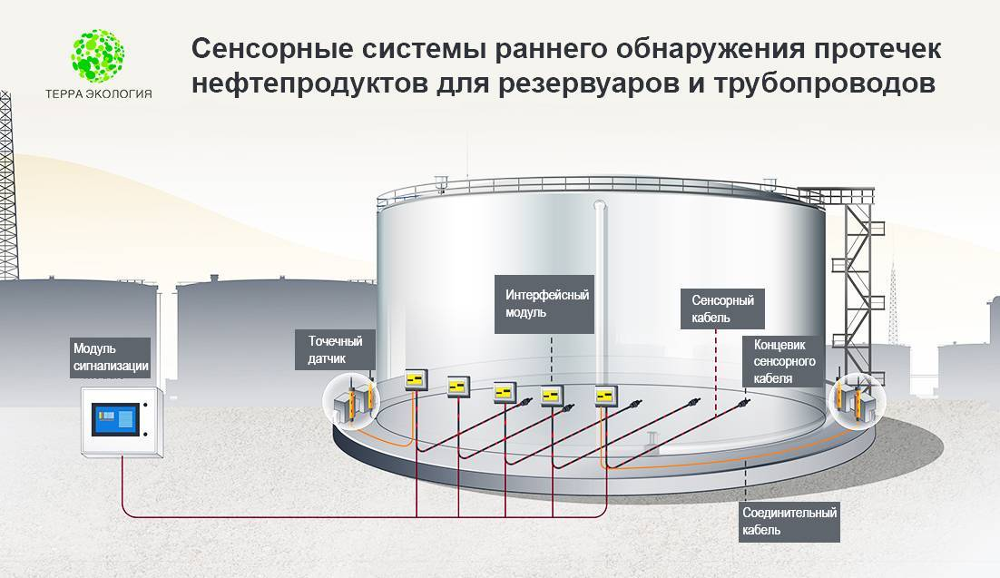 ТЕРРА ЭКОЛОГИЯ
Сенсорные системы раннего обнаружения протечек
нефтепродуктов для резервуаров и трубопроводов
Интерфейсный
модуль
Сенсорный
кабель
Точечный
датчик
Модуль
сигнализации
Концевик
сенсорного
кабеля
Соединительный
кабель